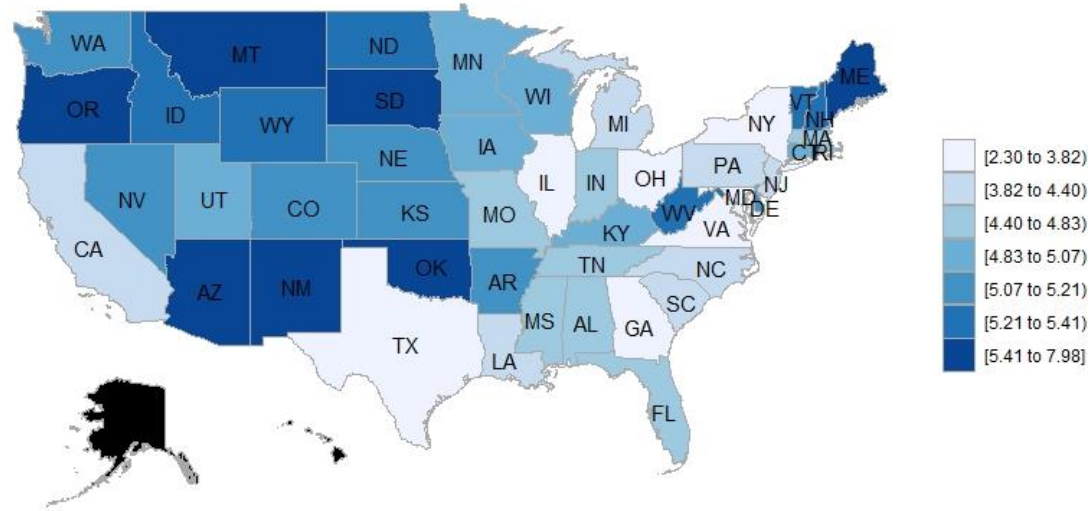 WA
MT
ND
MN
ME
OR
ID
SD
WI
VT
NH
WY
MI
NY
MA
CT
RI
NE
IA
PA
NJ
NV
UT
CO
IL
IN
OH
MD
DE
KS
MO
WV
VA
KY
CA
TN
NC
AZ
NM
OK
AR
SC
MS
AL
GA
TX
LA
FL
[2.30 to 3.82)
[3.82 to 4.40)
[4.40 to 4.83)
[4.83 to 5.07)
[5.07 to 5.21)
[5.21 to 5.41)
[5.41 to 7.98]